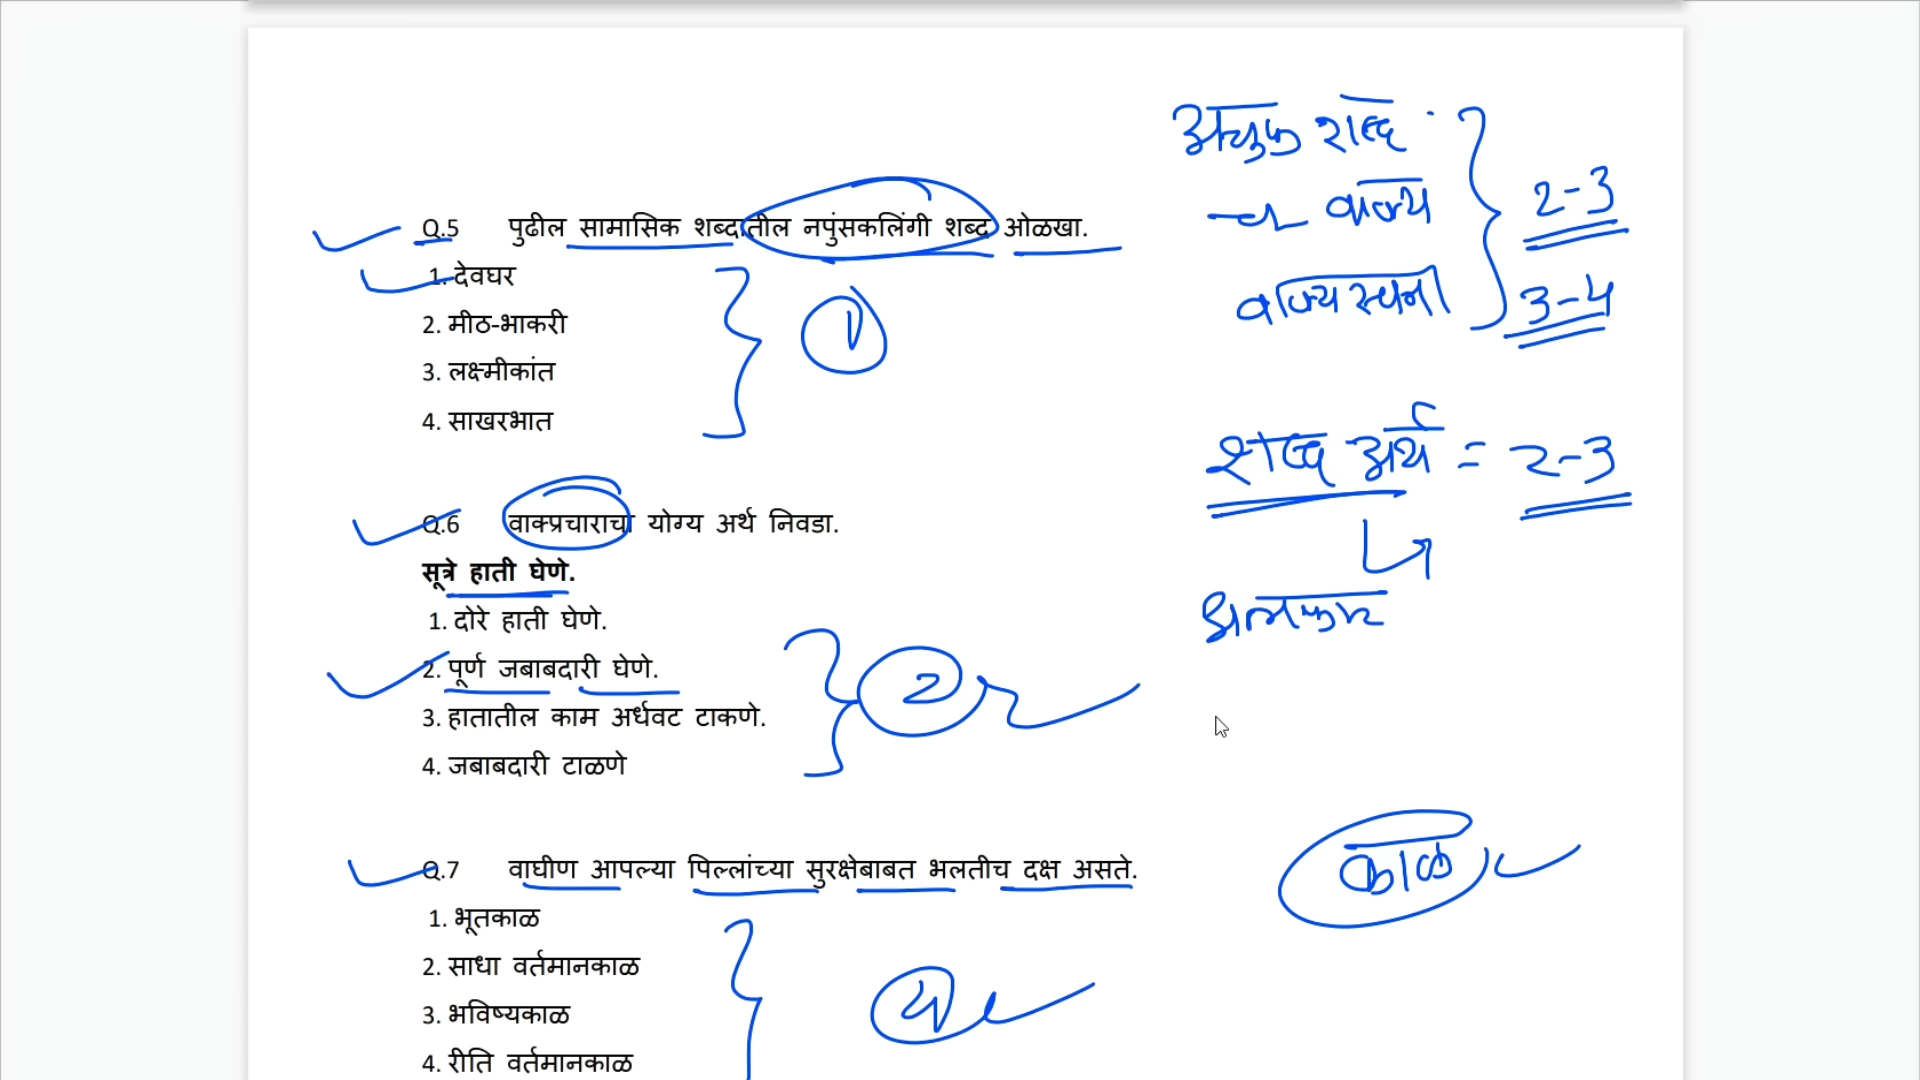 Q.5 पुढील सामासिक शब्दातील नपुंसकलिंगी शब्द ओळखा.
1. देवघर
2. मीठ-भाकरी
3. लक्ष्मीकांत
4. साखरभात
1
Q.6 वाक्प्रचाराचा योग्य अर्थ निवडा.
सूत्रे हाती घेणे.
1. दोरे हाती घेणे.
2. पूर्ण जबाबदारी घेणे.
3. हातातील काम अर्धवट टाकणे.
4. जबाबदारी टाळणे
2
Q.7 वाघीण आपल्या पिल्लांच्या सुरक्षेबाबत भलतीच दक्ष असते.
1. भूतकाळ
2. साधा वर्तमानकाळ
3. भविष्यकाळ
4. रीति वर्तमानकाळ
अचुक शब्द
वाक्य
2-3
3-4
शब्द अर्थ = 2-3
काळ